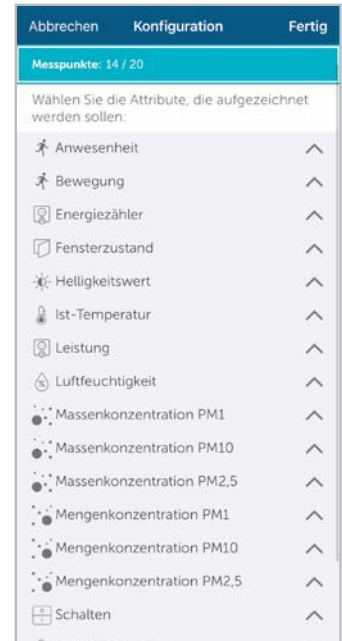 Abbrechen Konfiguration Fertig
Messpunkte: 14 / 20
Wählen Sie die Attribute, die aufgezeichnet
werden sollen:
Anwesenheit
Bewegung
Energiezähler
Fensterzustand
Helligkeitswert
Ist-Temperatur
Leistung
Luftfeuchtigkeit
Massenkonzentration PM1
Massenkonzentration PM10
Massenkonzentration PM2,5
Mengenkonzentration PM1
Mengenkonzentration PM10
Mengenkonzentration PM2,5
Schalten